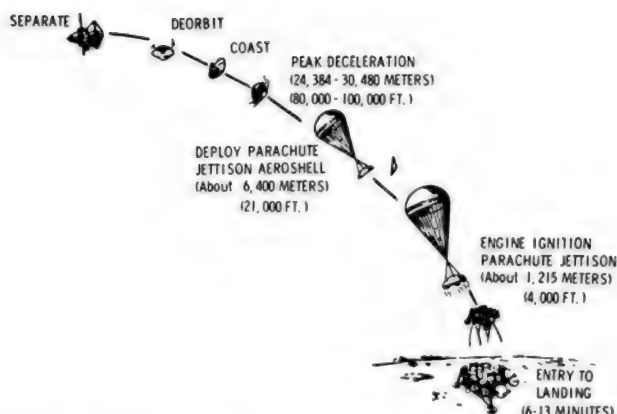 SEPARATE
DEORBIT
COAST
PEAK DECELERATION
(24,384 - 30,480 METERS)
(80,000 - 100,000 FT.)
DEPLOY PARACHUTE
JETTISON AEROSHELL
(About 6,400 METERS)
(21,000 FT.)
ENGINE IGNITION
PARACHUTE JETTISON
(About 1,215 METERS)
(4,000 FT.)
ENTRY TO
LANDING
(6-13 MINUTES)